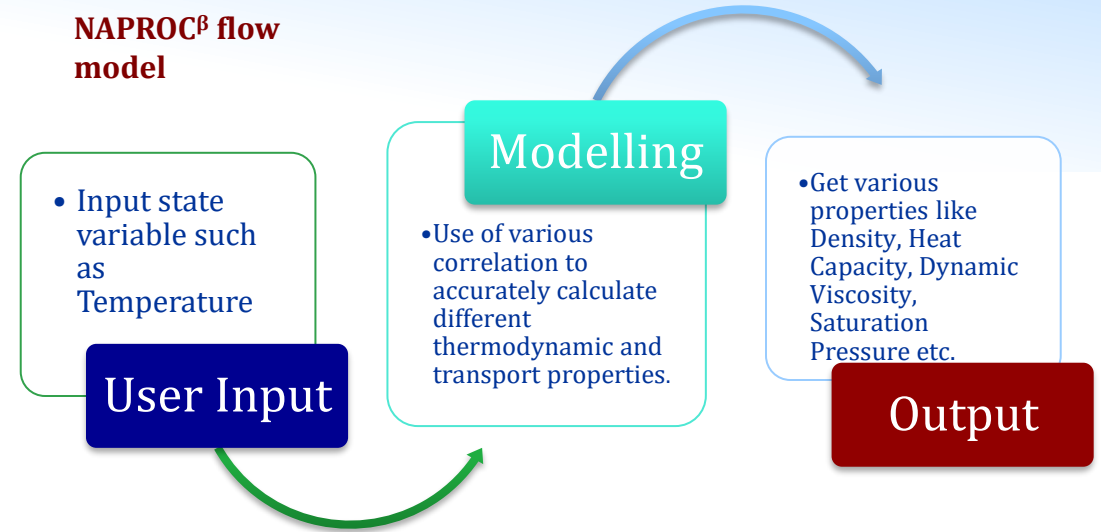 NAPROCᵝ flow
model
• Input state
variable such
as
Temperature
User Input
Modelling
•Use of various
correlation to
accurately calculate
different
thermodynamic and
transport properties.
•Get various
properties like
Density, Heat
Capacity, Dynamic
Viscosity,
Saturation
Pressure etc.
Output